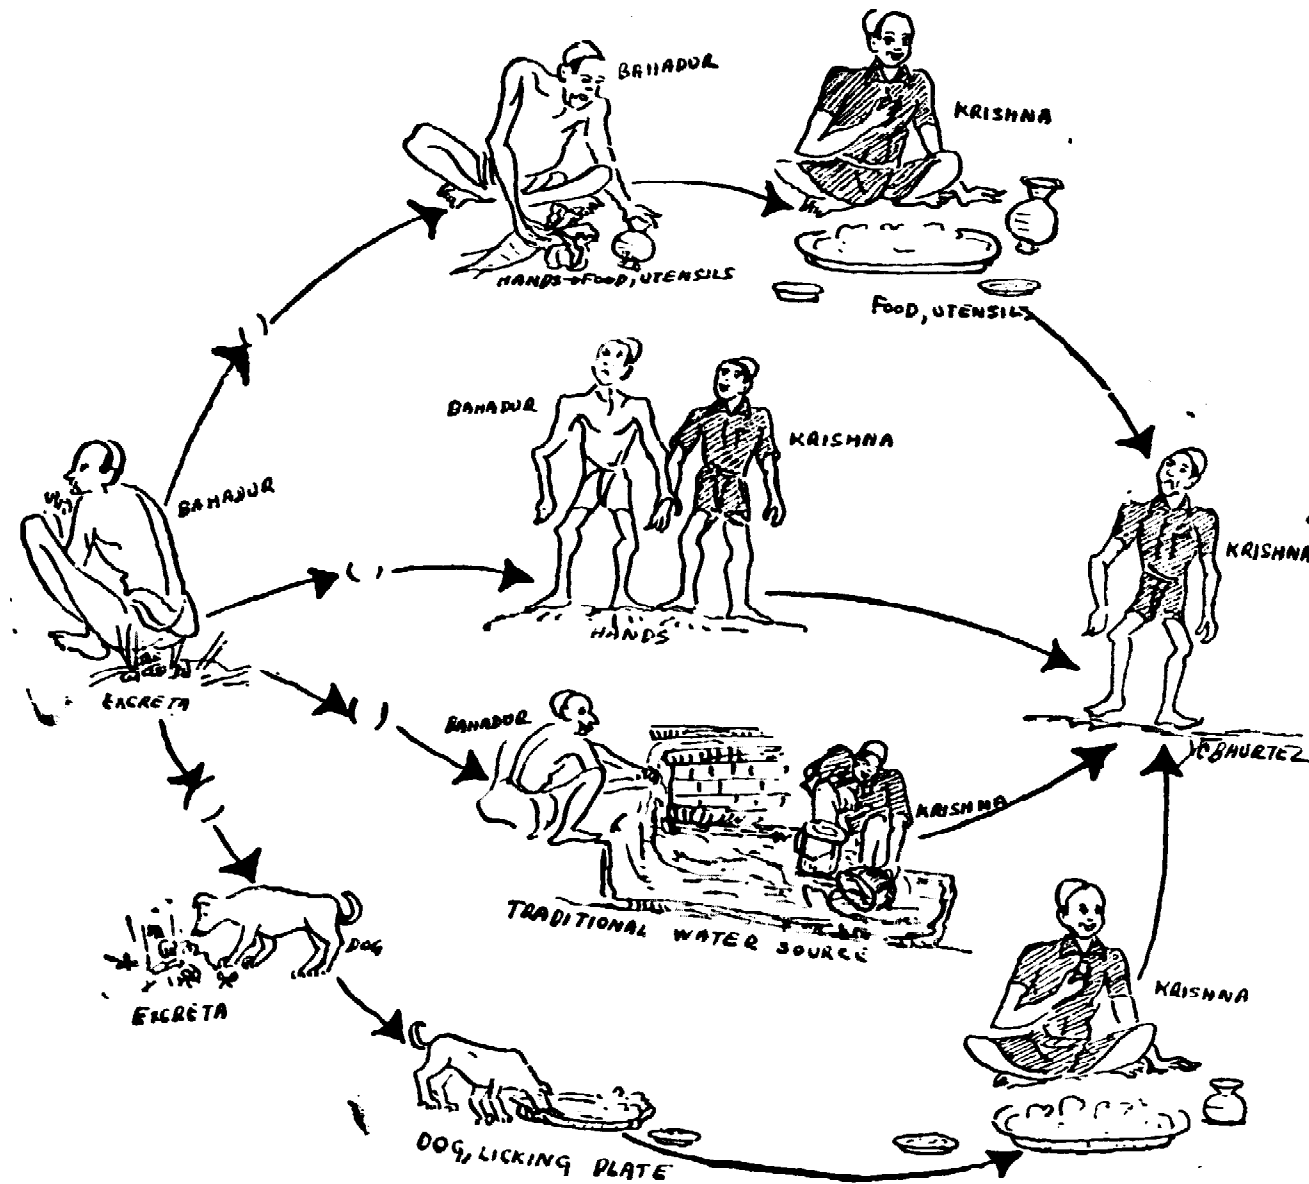 BAHADUR
KRISHNA
HANDS→FOOD, UTENSILS
FOOD, UTENSILS
BAHADUR
KRISHNA
BAHADUR
KRISHNA
HANDS
EXCRETA
BAHADUR
KRISHNA
TRADITIONAL WATER SOURCE
DOG
EXCRETA
KRISHNA
DOG, LICKING PLATE